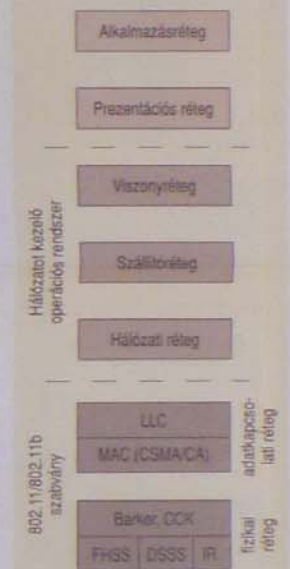 Alkalmazásréteg
Prezentációs réteg
Viszonyréteg
Szállítóréteg
Hálózati réteg
Hálózatot kezelő
operációs rendszer
LLC
MAC (CSMA/CA)
adatkapcso-
lati réteg
802.11/802.11b
szabvány
Barker, CCK
FHSS DSSS IR
fizikai
réteg